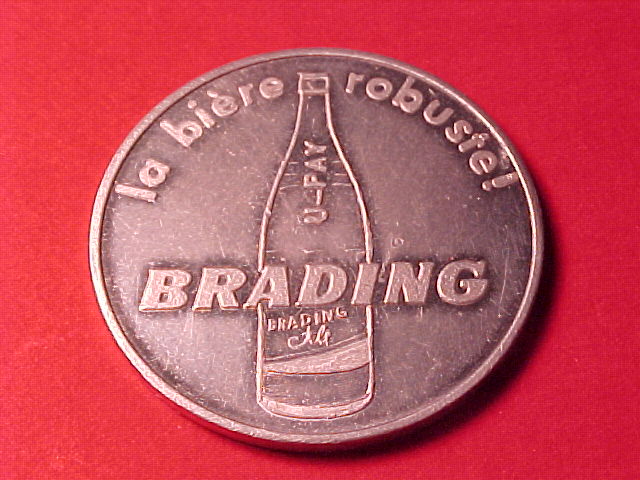 la bière robuste!
U-PAY
BRADING
BRADING
Ale